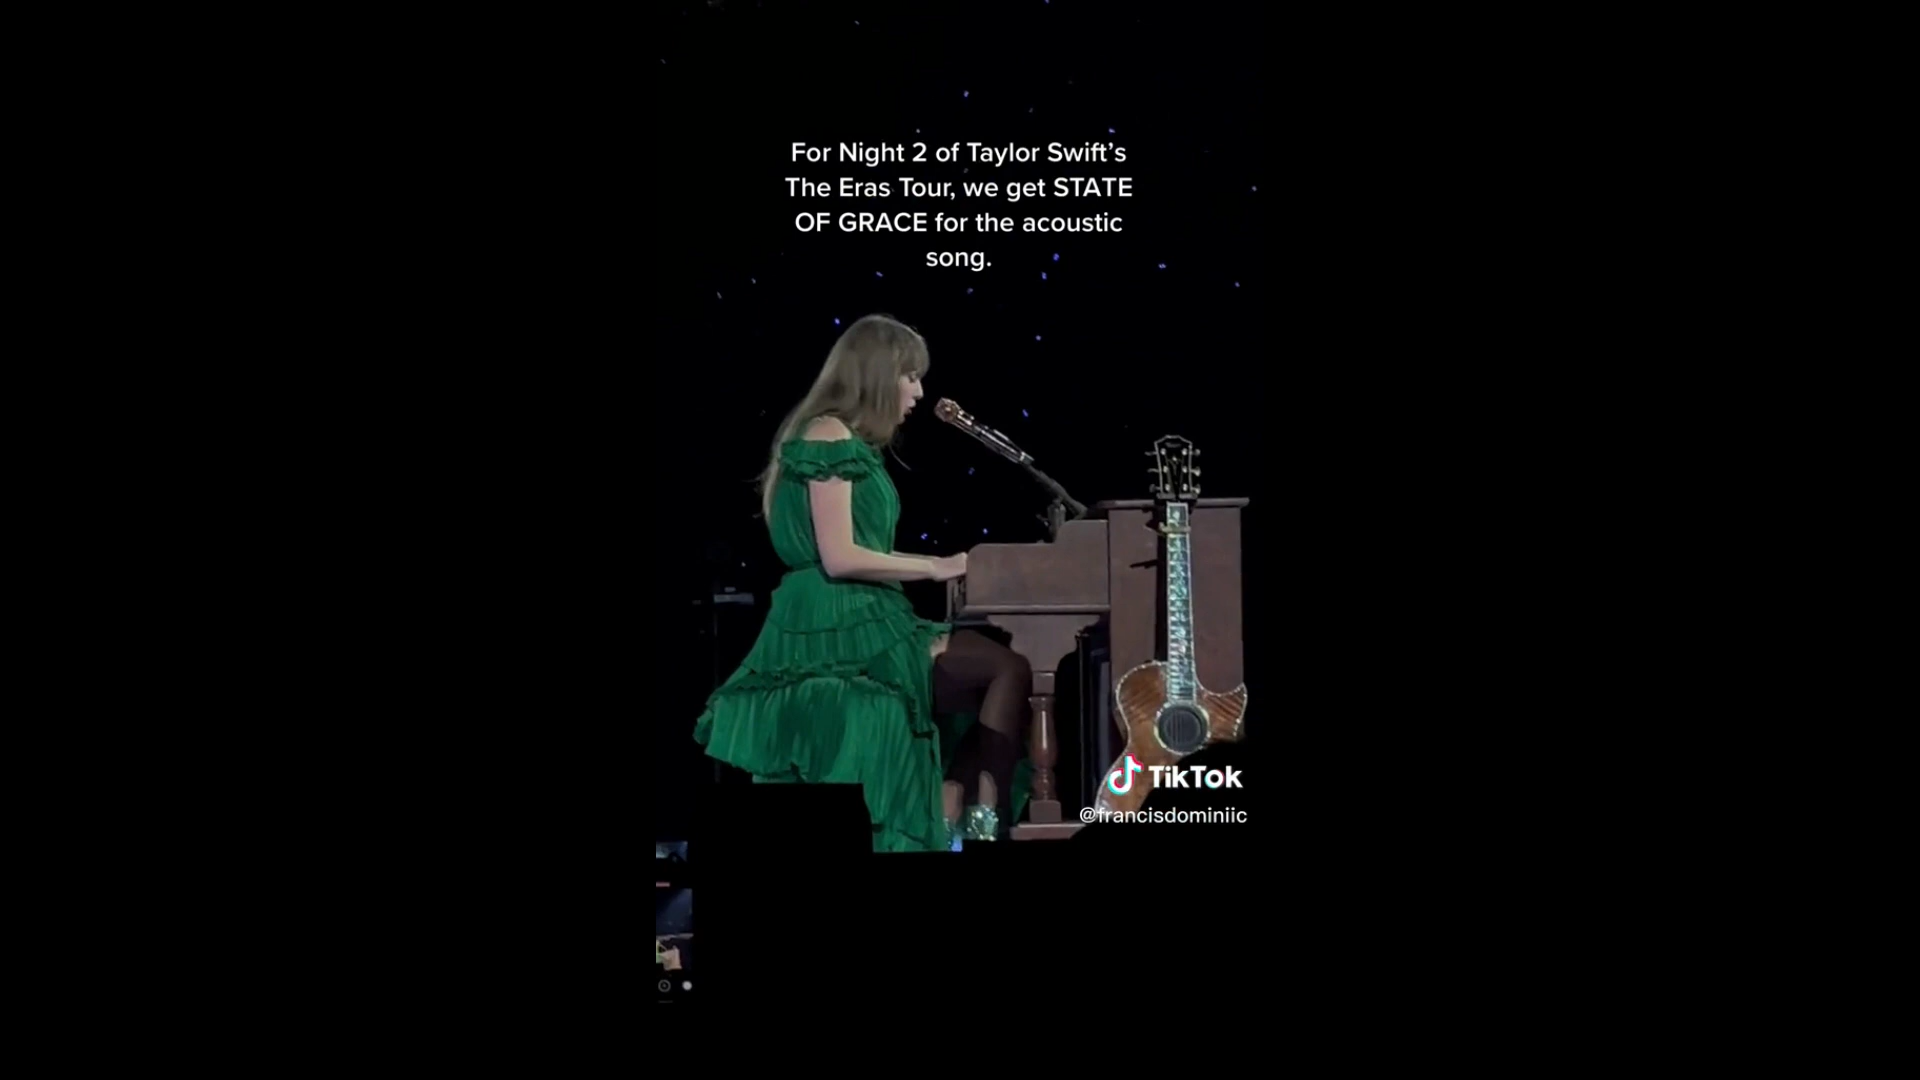 For Night 2 of Taylor Swift’s
The Eras Tour, we get STATE
OF GRACE for the acoustic
song.
TikTok
@francisdominiic